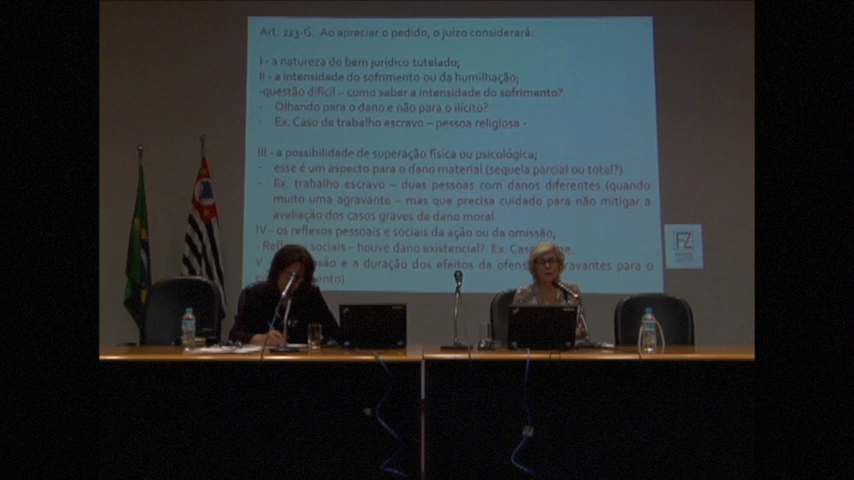 Art. 223-G. Ao apreciar o pedido, o juízo considerará:
I - a natureza do bem jurídico tutelado;
II - a intensidade do sofrimento ou da humilhação;
-questão difícil – como saber a intensidade do sofrimento?
- Olhando para o dano e não para o ilícito?
- Ex. Caso de trabalho escravo – pessoa religiosa -
III - a possibilidade de superação física ou psicológica;
- esse é um aspecto para o dano material (sequela parcial ou total?)
- Ex. trabalho escravo – duas pessoas com danos diferentes (quando
muito uma agravante – mas que precisa cuidado para não mitigar a
avaliação dos casos graves de dano moral
IV - os reflexos pessoais e sociais da ação ou da omissão;
- sociais – houve dano existencial? Ex.
V e a duração dos efeitos da para o
FZ